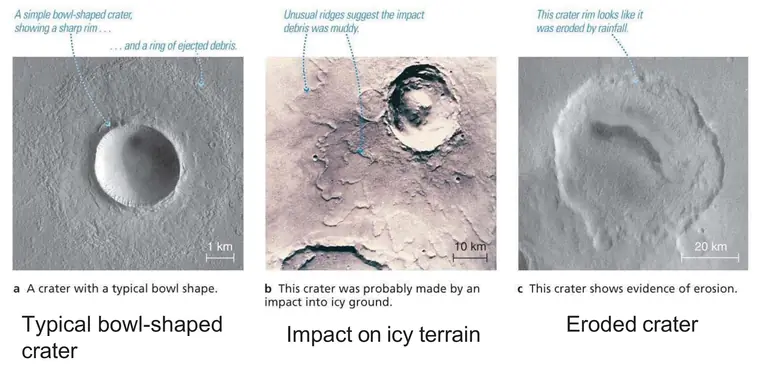 A simple bowl-shaped crater,
showing a sharp rim . . .
. . . and a ring of ejected debris.
1 km
a A crater with a typical bowl shape.
Typical bowl-shaped
crater
Unusual ridges suggest the impact
debris was muddy.
10 km
b This crater was probably made by an
impact into icy ground.
Impact on icy terrain
This crater rim looks like it
was eroded by rainfall.
20 km
c This crater shows evidence of erosion.
Eroded crater